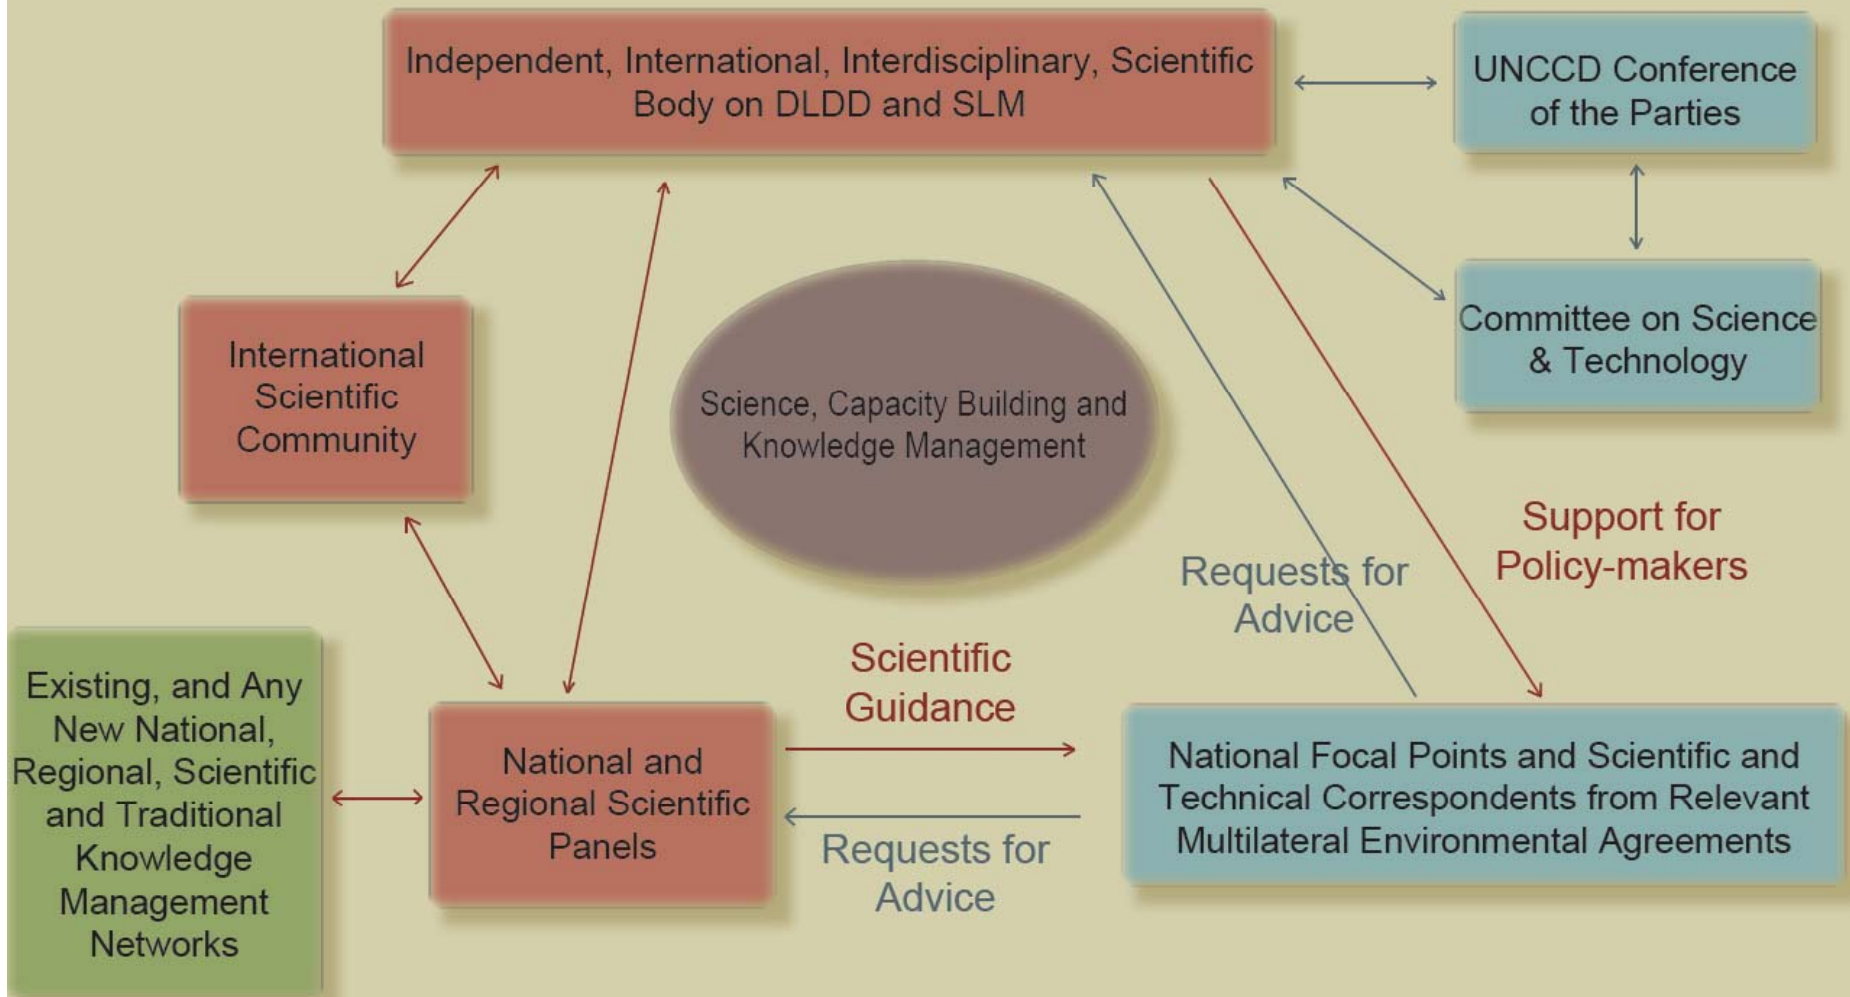 Independent, International, Interdisciplinary, Scientific
Body on DLDD and SLM
UNCCD Conference
of the Parties
Committee on Science
& Technology
International
Scientific
Community
Science, Capacity Building and
Knowledge Management
Support for
Policy-makers
Requests for
Advice
Scientific
Guidance
Existing, and Any
New National,
Regional, Scientific
and Traditional
Knowledge
Management
Networks
National and
Regional Scientific
Panels
Requests for
Advice
National Focal Points and Scientific and
Technical Correspondents from Relevant
Multilateral Environmental Agreements